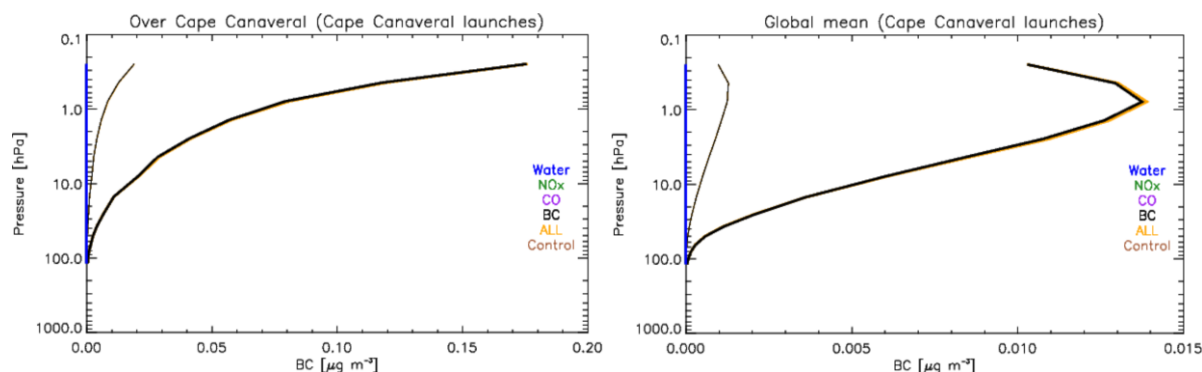 Over Cape Canaveral (Cape Canaveral launches)
0.1
1.0
10.0
100.0
1000.0
Pressure [hPa]
Water
NOx
CO
BC
ALL
Control
0.00 0.05 0.10 0.15 0.20
BC [μg m⁻³]
Global mean (Cape Canaveral launches)
0.1
1.0
10.0
100.0
1000.0
Pressure [hPa]
Water
NOx
CO
BC
ALL
Control
0.000 0.005 0.010 0.015
BC [μg m⁻³]